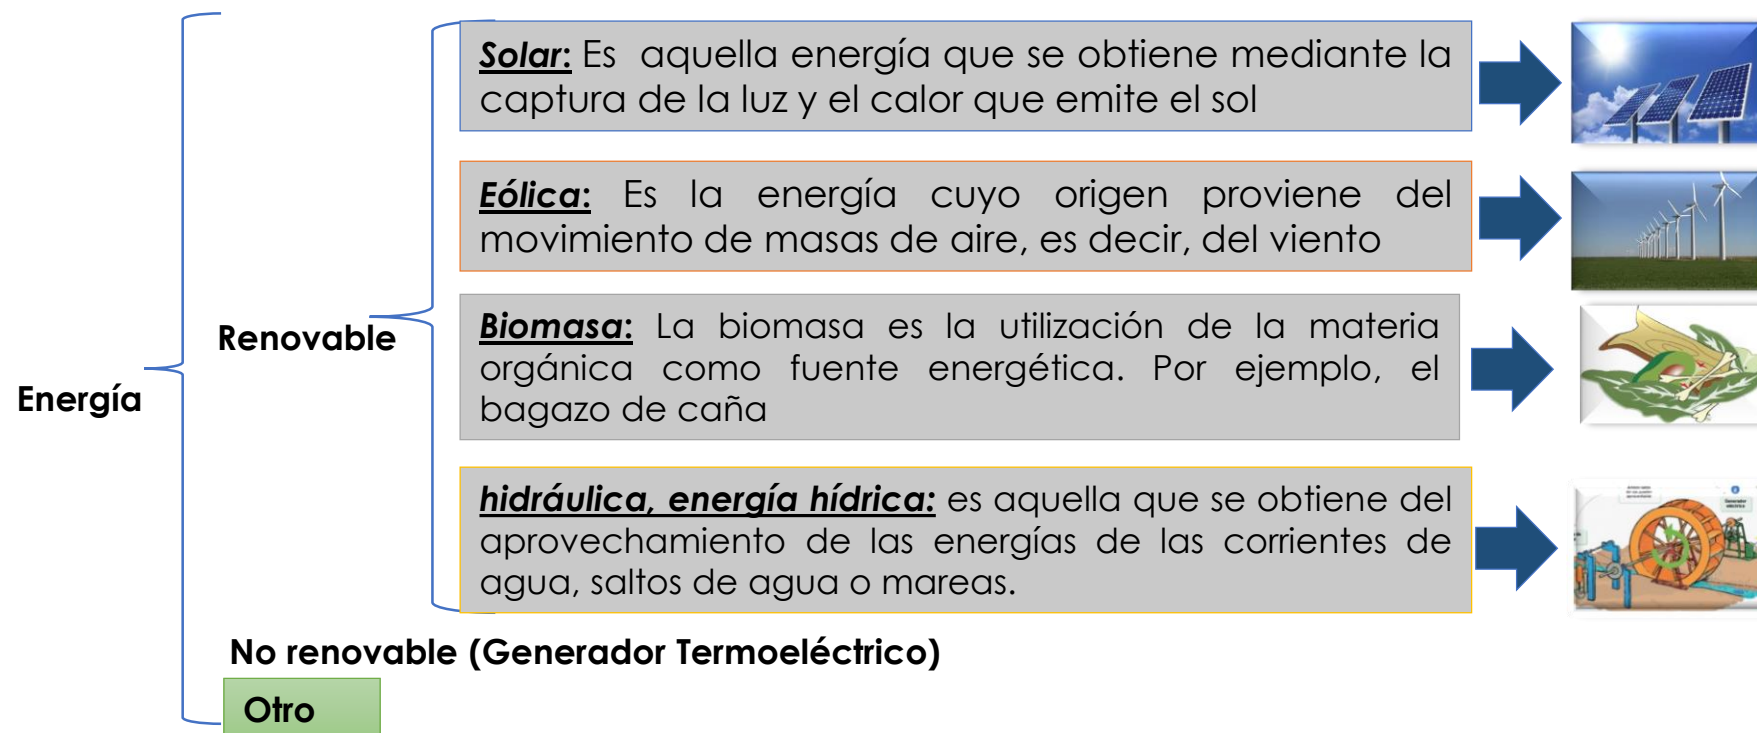 Solar: Es aquella energía que se obtiene mediante la
captura de la luz y el calor que emite el sol
Eólica: Es la energía cuyo origen proviene del
movimiento de masas de aire, es decir, del viento
Renovable
Biomasa: La biomasa es la utilización de la materia
orgánica como fuente energética. Por ejemplo, el
bagazo de caña
Energía
hidráulica, energía hídrica: es aquella que se obtiene del
aprovechamiento de las energías de las corrientes de
agua, saltos de agua o mareas.
No renovable (Generador Termoeléctrico)
Otro